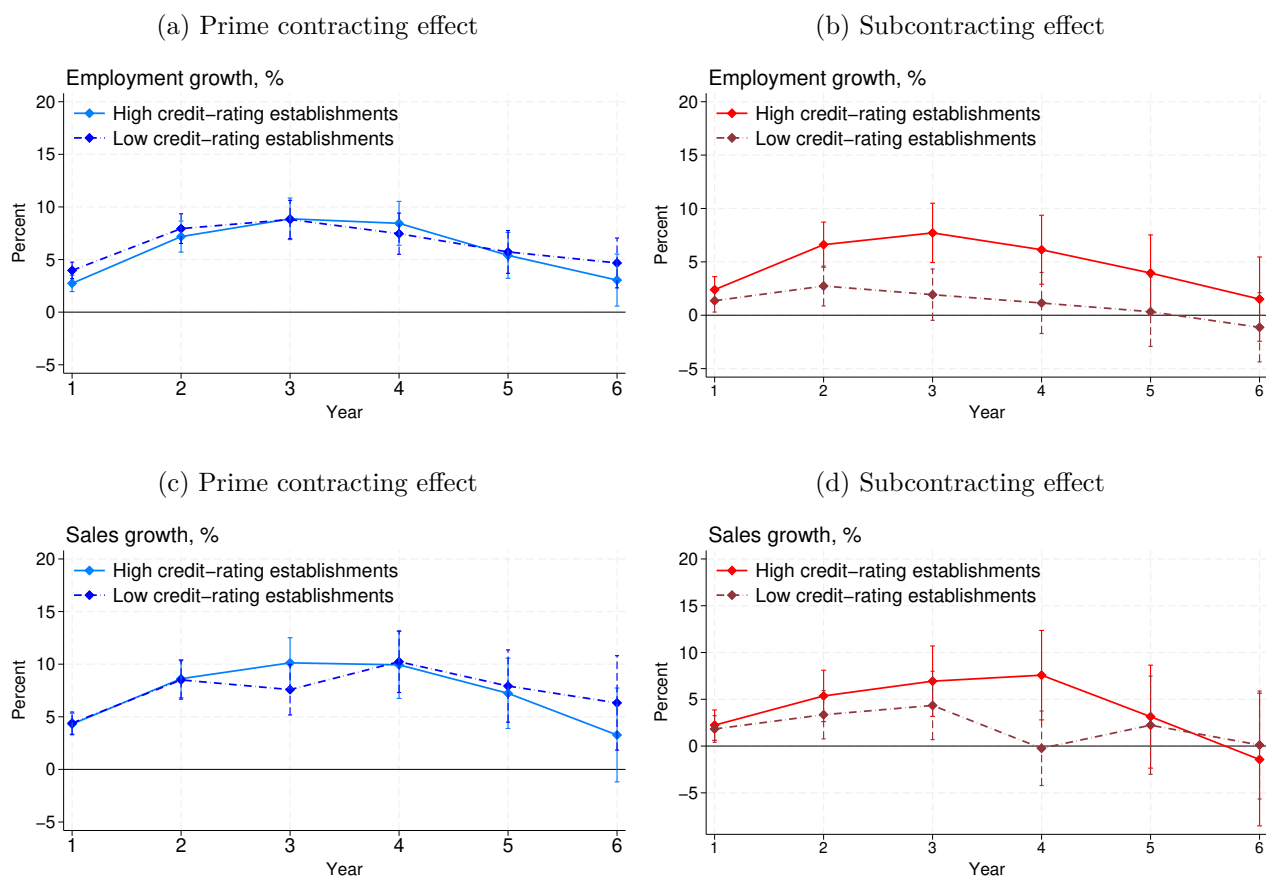 (a) Prime contracting effect
Employment growth, %
High credit−rating establishments
Low credit−rating establishments
Percent
20
15
10
5
0
−5
1 2 3 4 5 6
Year
(b) Subcontracting effect
Employment growth, %
High credit−rating establishments
Low credit−rating establishments
Percent
20
15
10
5
0
−5
1 2 3 4 5 6
Year
(c) Prime contracting effect
Sales growth, %
High credit−rating establishments
Low credit−rating establishments
Percent
20
15
10
5
0
−5
1 2 3 4 5 6
Year
(d) Subcontracting effect
Sales growth, %
High credit−rating establishments
Low credit−rating establishments
Percent
20
15
10
5
0
−5
1 2 3 4 5 6
Year